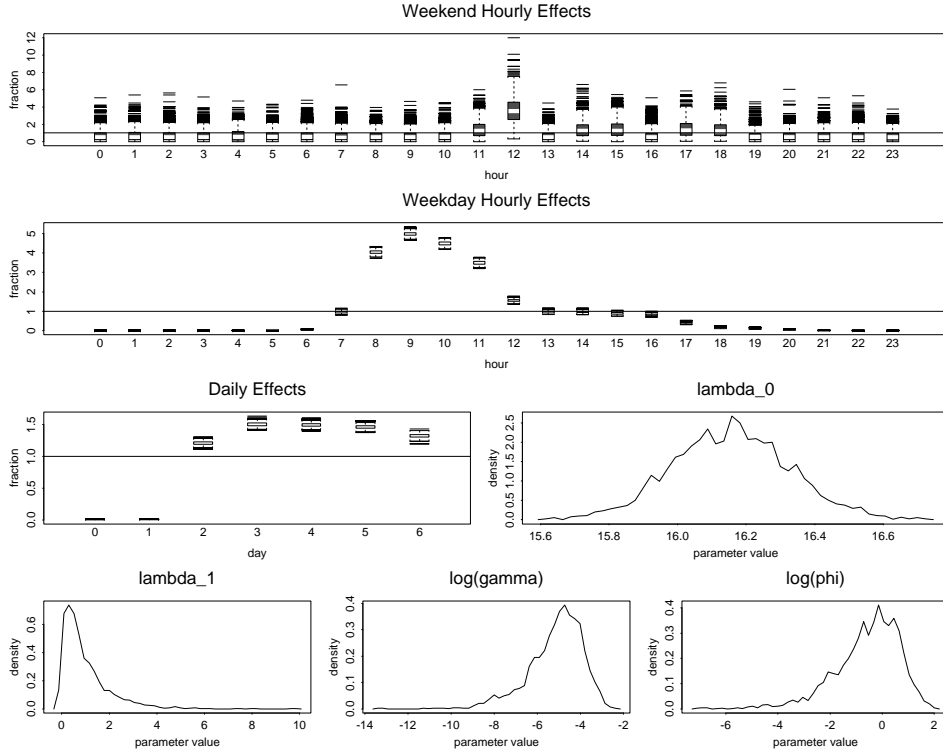 Weekend Hourly Effects
fraction
0 2 4 6 8 10 12
0 1 2 3 4 5 6 7 8 9 10 11 12 13 14 15 16 17 18 19 20 21 22 23
hour
Weekday Hourly Effects
fraction
0 1 2 3 4 5
0 1 2 3 4 5 6 7 8 9 10 11 12 13 14 15 16 17 18 19 20 21 22 23
hour
Daily Effects
fraction
0.0 0.5 1.0 1.5
0 1 2 3 4 5 6
day
lambda_0
density
0.0 0.5 1.0 1.5 2.0 2.5
15.6 15.8 16.0 16.2 16.4 16.6
parameter value
lambda_1
density
0.0 0.2 0.4 0.6
0 2 4 6 8 10
parameter value
log(gamma)
density
0.0 0.1 0.2 0.3 0.4
-14 -12 -10 -8 -6 -4 -2
parameter value
log(phi)
density
0.0 0.1 0.2 0.3 0.4
-6 -4 -2 0 2
parameter value